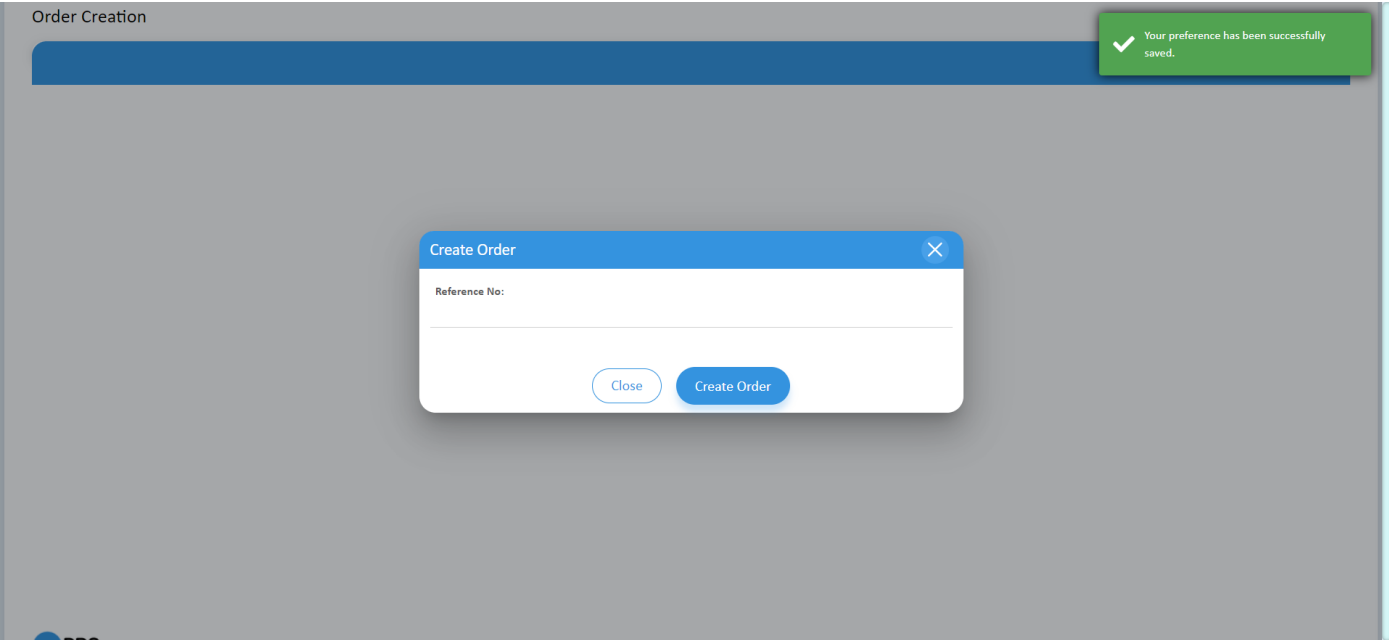 Order Creation
Your preference has been successfully
saved.
Create Order
Reference No:
Close
Create Order